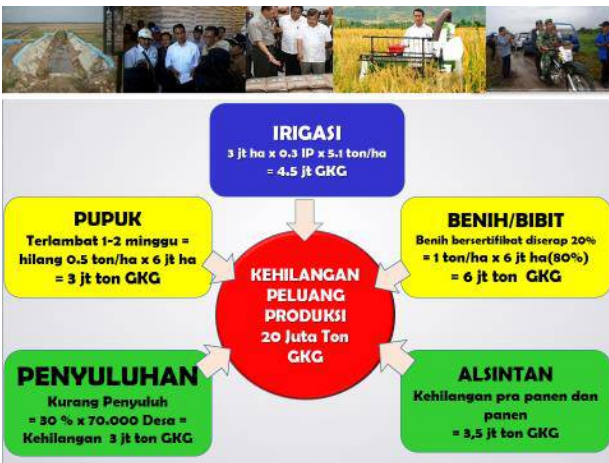 IRIGASI
3 jt ha x 0.3 IP x 5.1 ton/ha
= 4.5 jt GKG
PUPUK
Terlambat 1-2 minggu =
hilang 0.5 ton/ha x 6 jt ha
= 3 jt ton GKG
BENIH/BIBIT
Benih bersertifikat diserap 20%
= 1 ton/ha x 6 jt ha(80%)
= 6 jt ton GKG
KEHILANGAN
PELUANG
PRODUKSI
20 Juta Ton
GKG
PENYULUHAN
Kurang Penyuluh
= 30 % x 70.000 Desa =
Kehilangan 3 jt ton GKG
ALSINTAN
Kehilangan pra panen dan
panen
= 3,5 jt ton GKG